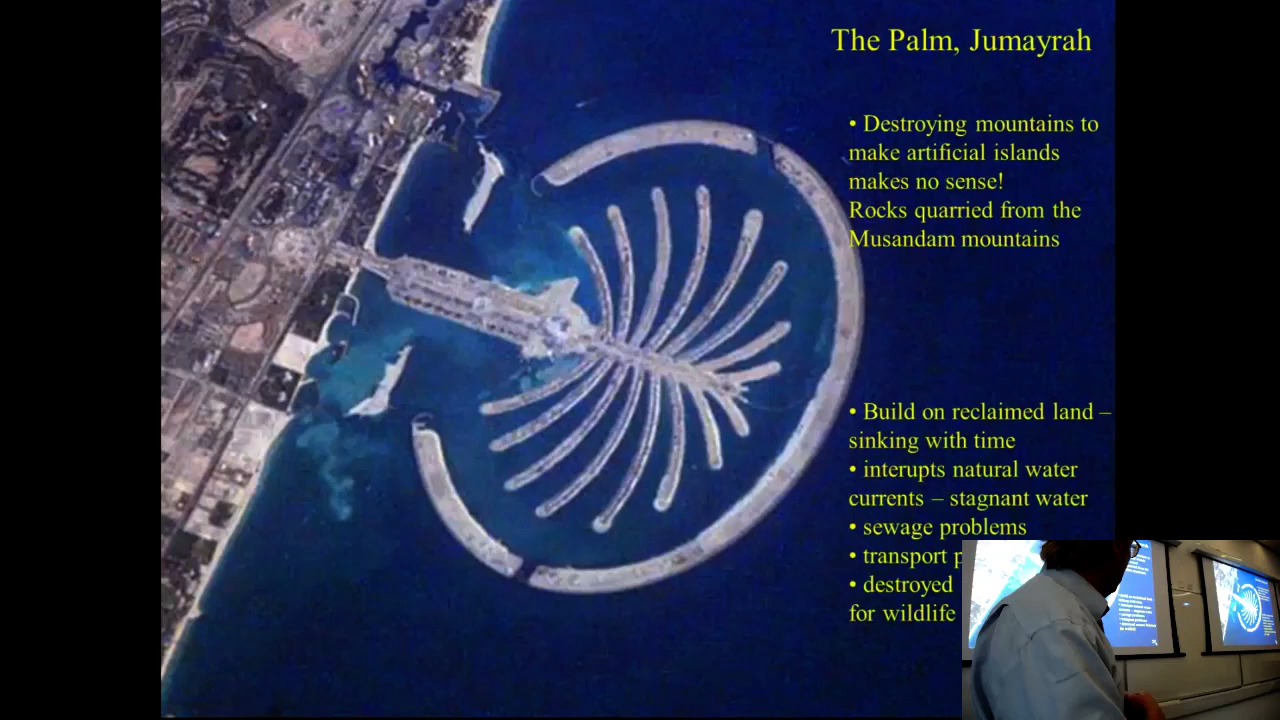 The Palm, Jumayrah
• Destroying mountains to
make artificial islands
makes no sense!
Rocks quarried from the
Musandam mountains
• Build on reclaimed land –
sinking with time
• interupts natural water
currents – stagnant water
• sewage problems
• transport
• destroyed
for wildlife